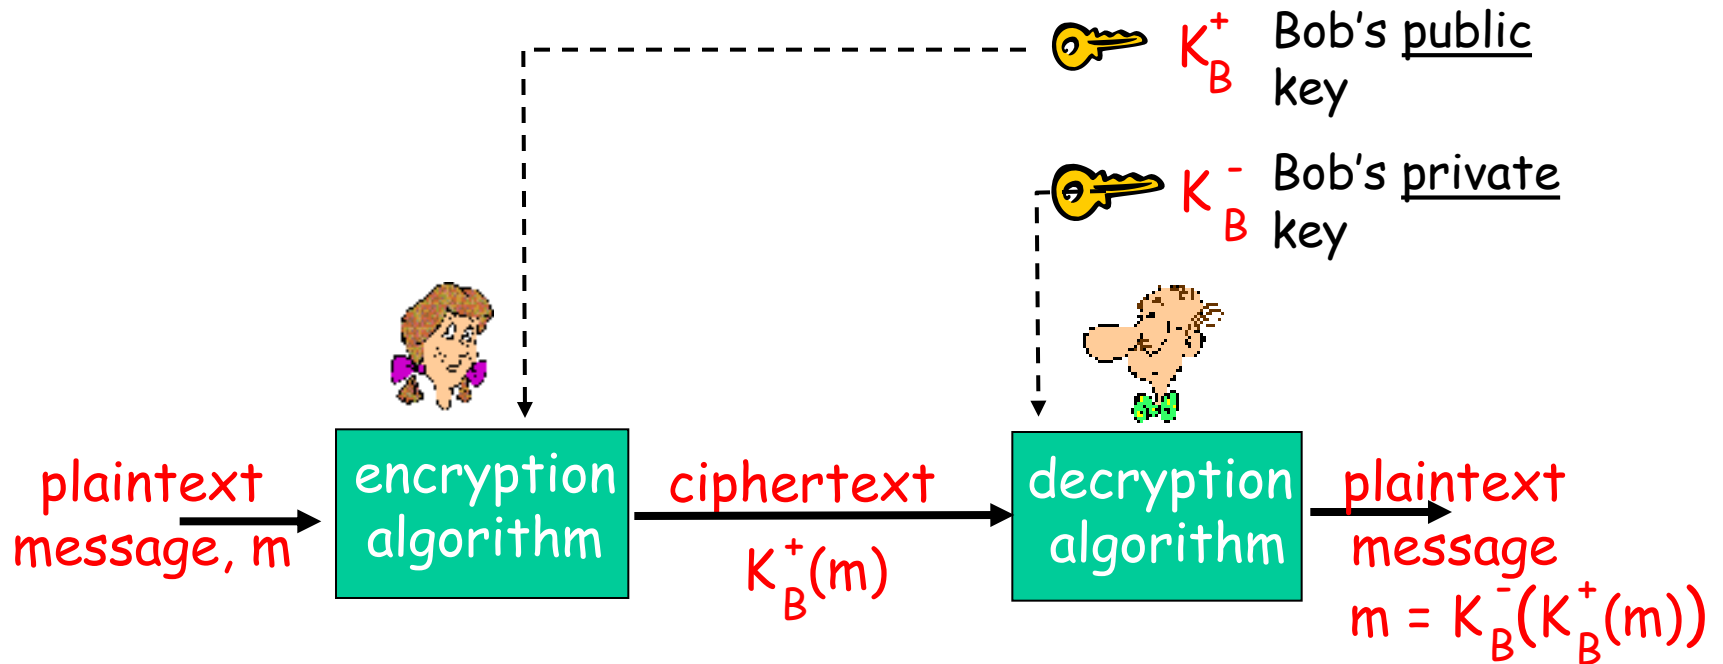 K_B^+ Bob's public
key
K_B^- Bob's private
key
plaintext
message, m
encryption
algorithm
ciphertext
K_B^+(m)
decryption
algorithm
plaintext
message
m = K_B^-(K_B^+(m))